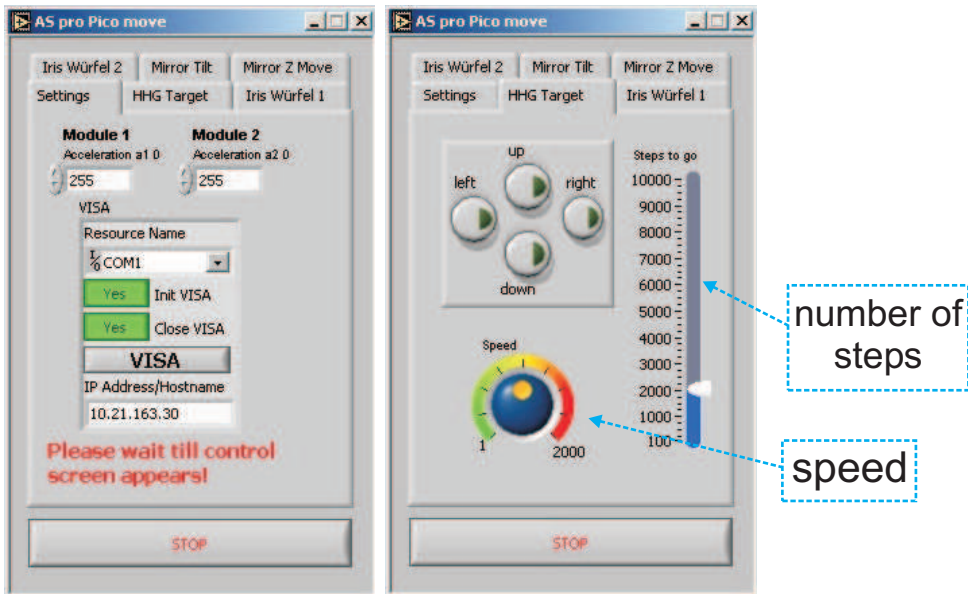 AS pro Pico move
Iris Würfel 2 Mirror Tilt Mirror Z Move
Settings HHG Target Iris Würfel 1
Module 1 Module 2
Acceleration a1 0 Acceleration a2 0
255 255
VISA
Resource Name
I/O COM1
Yes Init VISA
Yes Close VISA
VISA
IP Address/Hostname
10.21.163.30
Please wait till control
screen appears!
STOP
AS pro Pico move
Iris Würfel 2 Mirror Tilt Mirror Z Move
Settings HHG Target Iris Würfel 1
up
left right
down
Speed
1 2000
Steps to go
10000
9000
8000
7000
6000
5000
4000
3000
2000
1000
100
STOP
number of
steps
speed